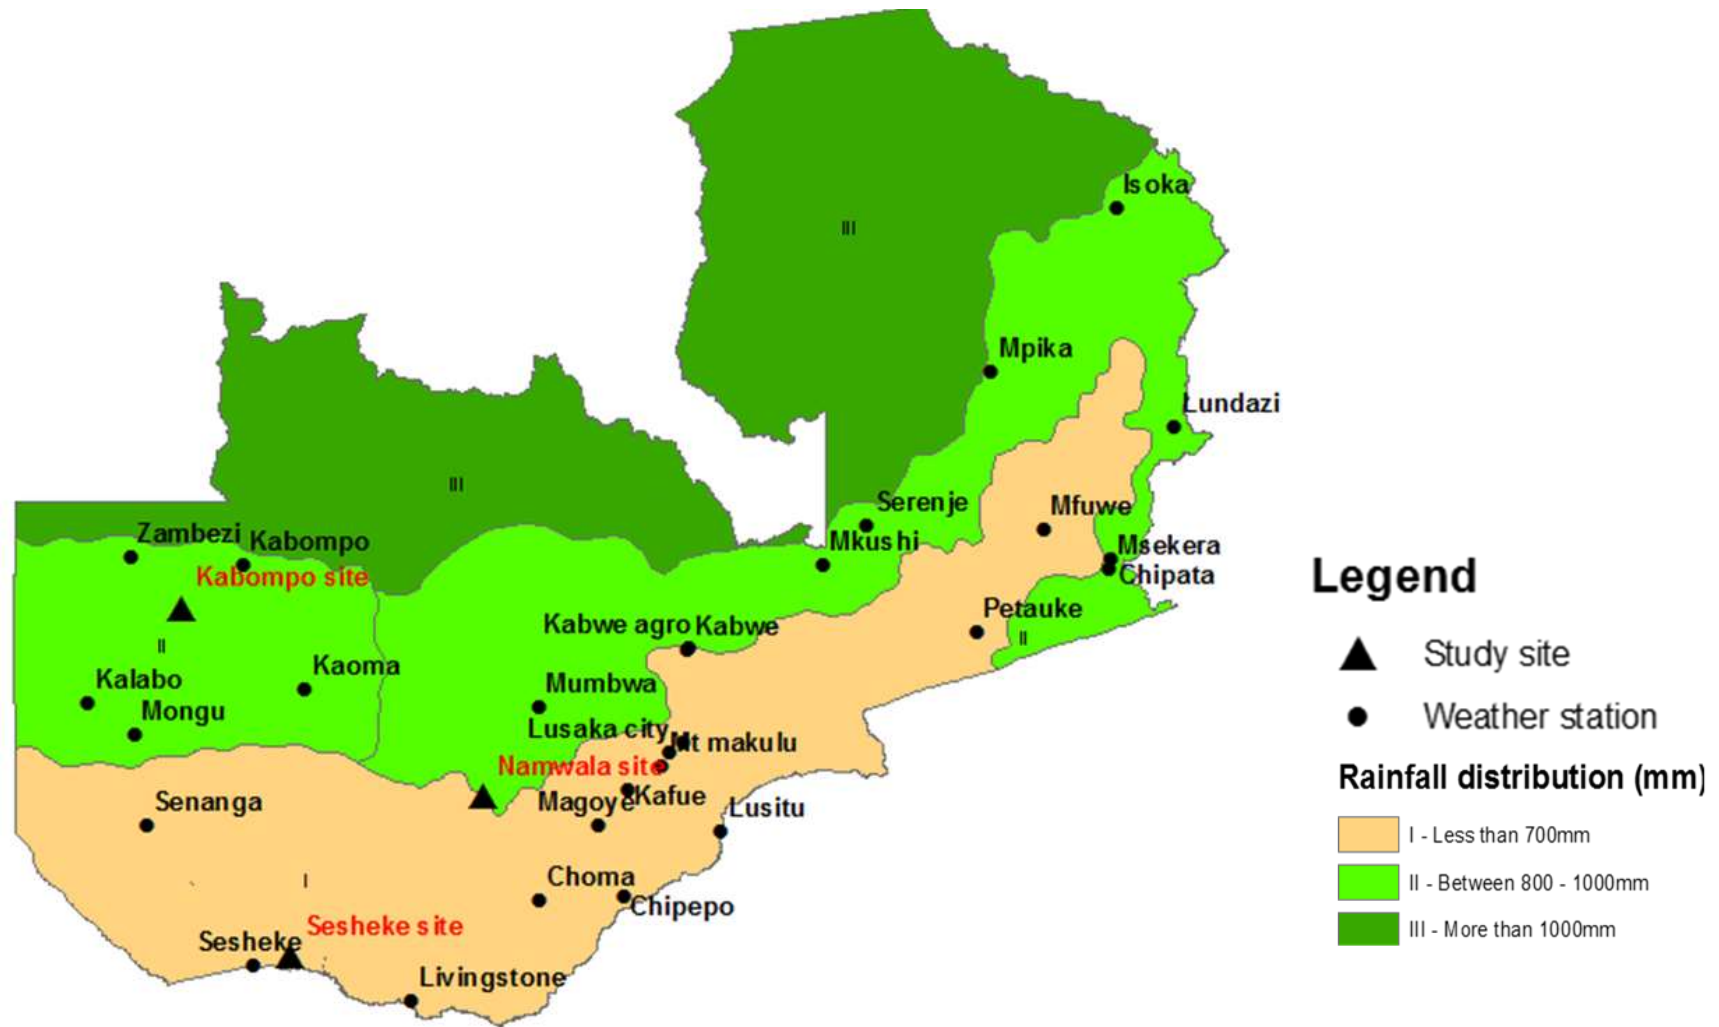 Isoka
III
Mpika
Lundazi
III
Serenje
Mfuwe
Zambezi
Kabompo
Mkushi
Msekera
Kabompo site
Chipata
Legend
Petauke
Kabwe agro
Kabwe
II
II
Study site
Kaoma
Kalabo
Mumbwa
Mongu
Weather station
Lusaka city
Mt makulu
Namwala site
Rainfall distribution (mm)
Senanga
Magoye
Kafue
Lusitu
I - Less than 700mm
I
Choma
II - Between 800 - 1000mm
Chipepo
Sesheke site
III - More than 1000mm
Sesheke
Livingstone